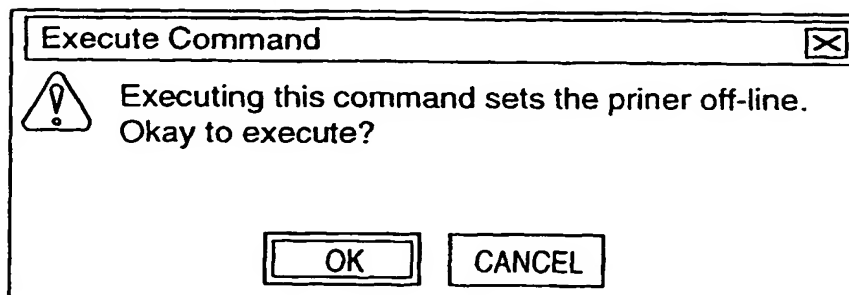 Execute Command
Executing this command sets the priner off-line.
Okay to execute?
OK CANCEL